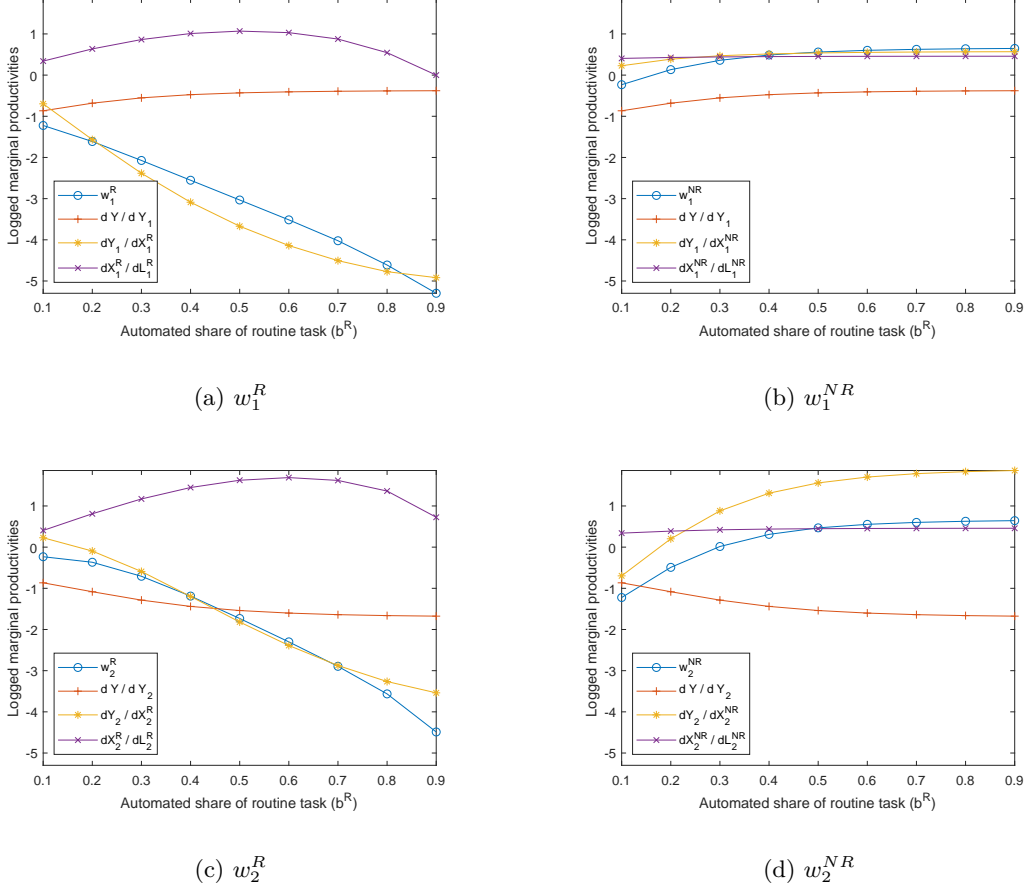 1
0
-1
-2
-3
-4
-5
Logged marginal productivities
w_1^R
d Y / d Y_1
dY_1 / dX_1^R
dX_1^R / dL_1^R
0.1 0.2 0.3 0.4 0.5 0.6 0.7 0.8 0.9
Automated share of routine task (b^R)
(a) w_1^R
1
0
-1
-2
-3
-4
-5
Logged marginal productivities
w_1^NR
d Y / d Y_1
dY_1 / dX_1^NR
dX_1^NR / dL_1^NR
0.1 0.2 0.3 0.4 0.5 0.6 0.7 0.8 0.9
Automated share of routine task (b^R)
(b) w_1^NR
1
0
-1
-2
-3
-4
-5
Logged marginal productivities
w_2^R
d Y / d Y_2
dY_2 / dX_2^R
dX_2^R / dL_2^R
0.1 0.2 0.3 0.4 0.5 0.6 0.7 0.8 0.9
Automated share of routine task (b^R)
(c) w_2^R
1
0
-1
-2
-3
-4
-5
Logged marginal productivities
w_2^NR
d Y / d Y_2
dY_2 / dX_2^NR
dX_2^NR / dL_2^NR
0.1 0.2 0.3 0.4 0.5 0.6 0.7 0.8 0.9
Automated share of routine task (b^R)
(d) w_2^NR